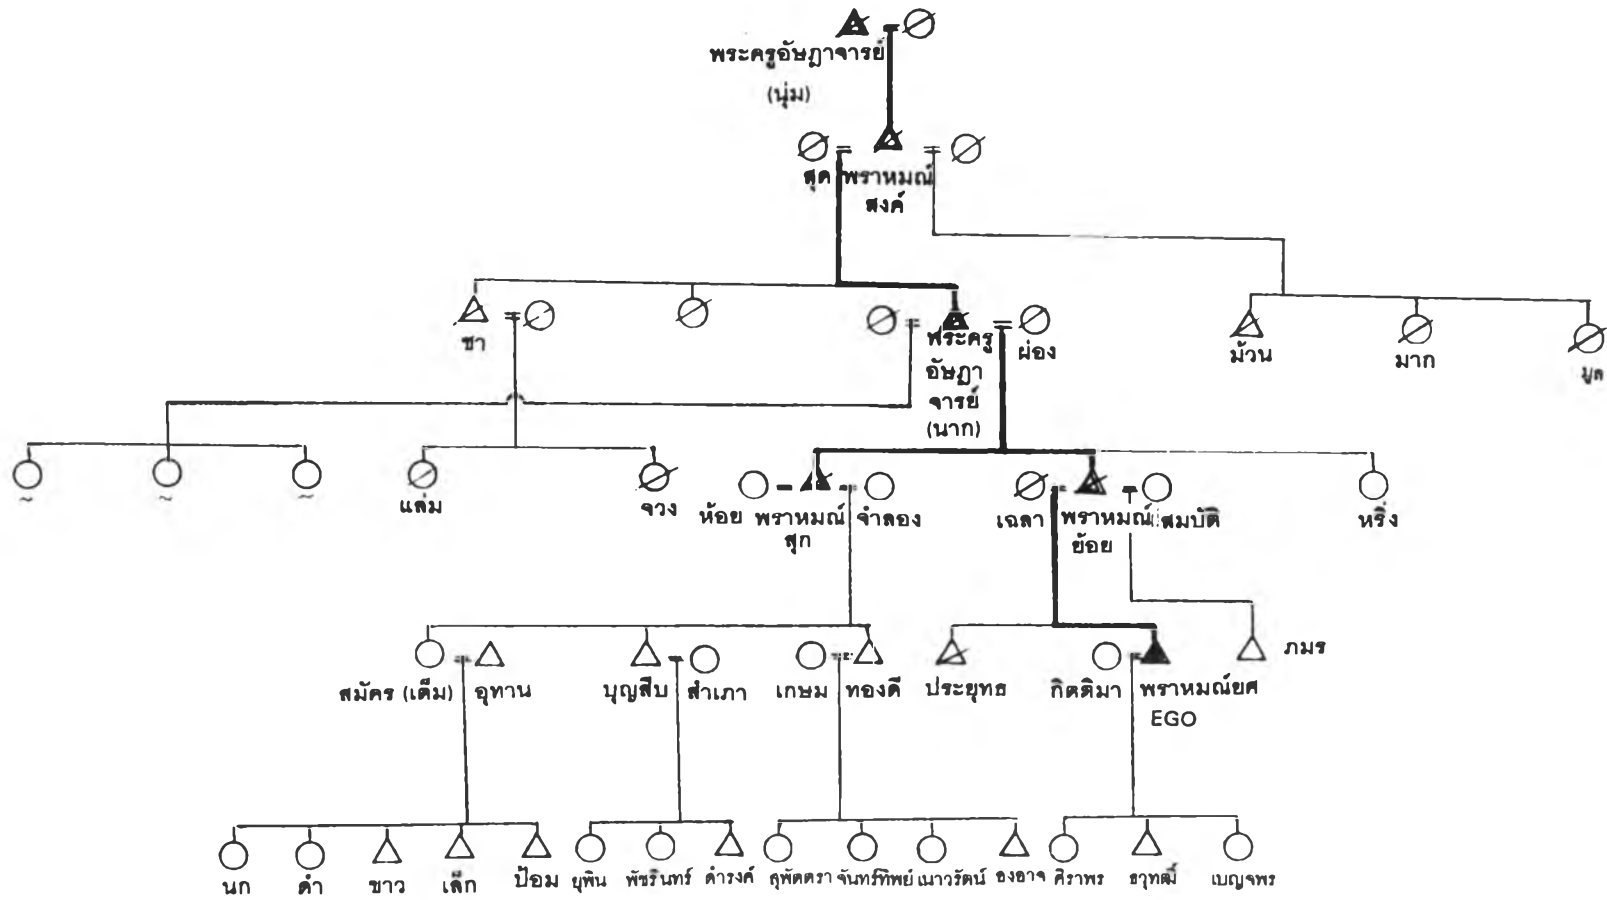 พระครูอัษฎาจารย์
(นุ่ม)
สุด พราหมณ์
สงค์
ชา
พระครู
อัษฎา
จารย์
(นาก)
ผ่อง
ม้วน
มาก
มูล
~ ~ ~
แล่ม
จวง
ห้อย พราหมณ์ จำลอง
สุก
เฉลา พราหมณ์ สมบัติ
ย้อย
หริ่ง
ภมร
สมัคร (เต็ม) อุทาน บุญสืบ สำเภา เกษม ทองดี ประยุทธ กิตติมา พราหมณ์ยศ
EGO
นก ดำ ขาว เล็ก ป้อม ยุพิน พัชรินทร์ ดำรงค์ สุพัตตรา จันทร์ทิพย์ เนาวรัตน์ องอาจ ศิราพร ธวุทฒิ์ เบญจพร